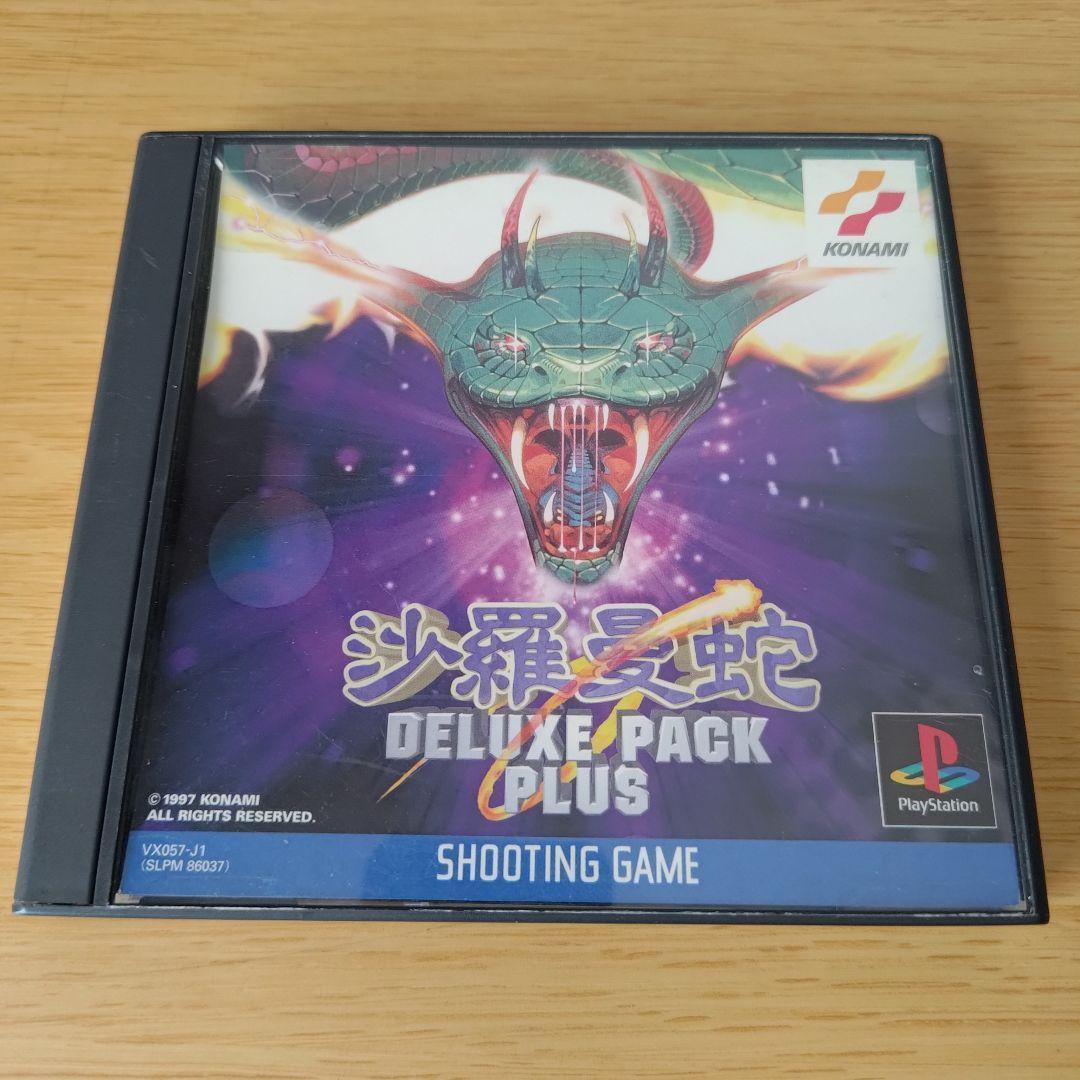 KONAMI
沙羅曼蛇
DELUXE PACK
PLUS
© 1997 KONAMI
ALL RIGHTS RESERVED.
PlayStation
VX057-J1
(SLPM 86037)
SHOOTING GAME